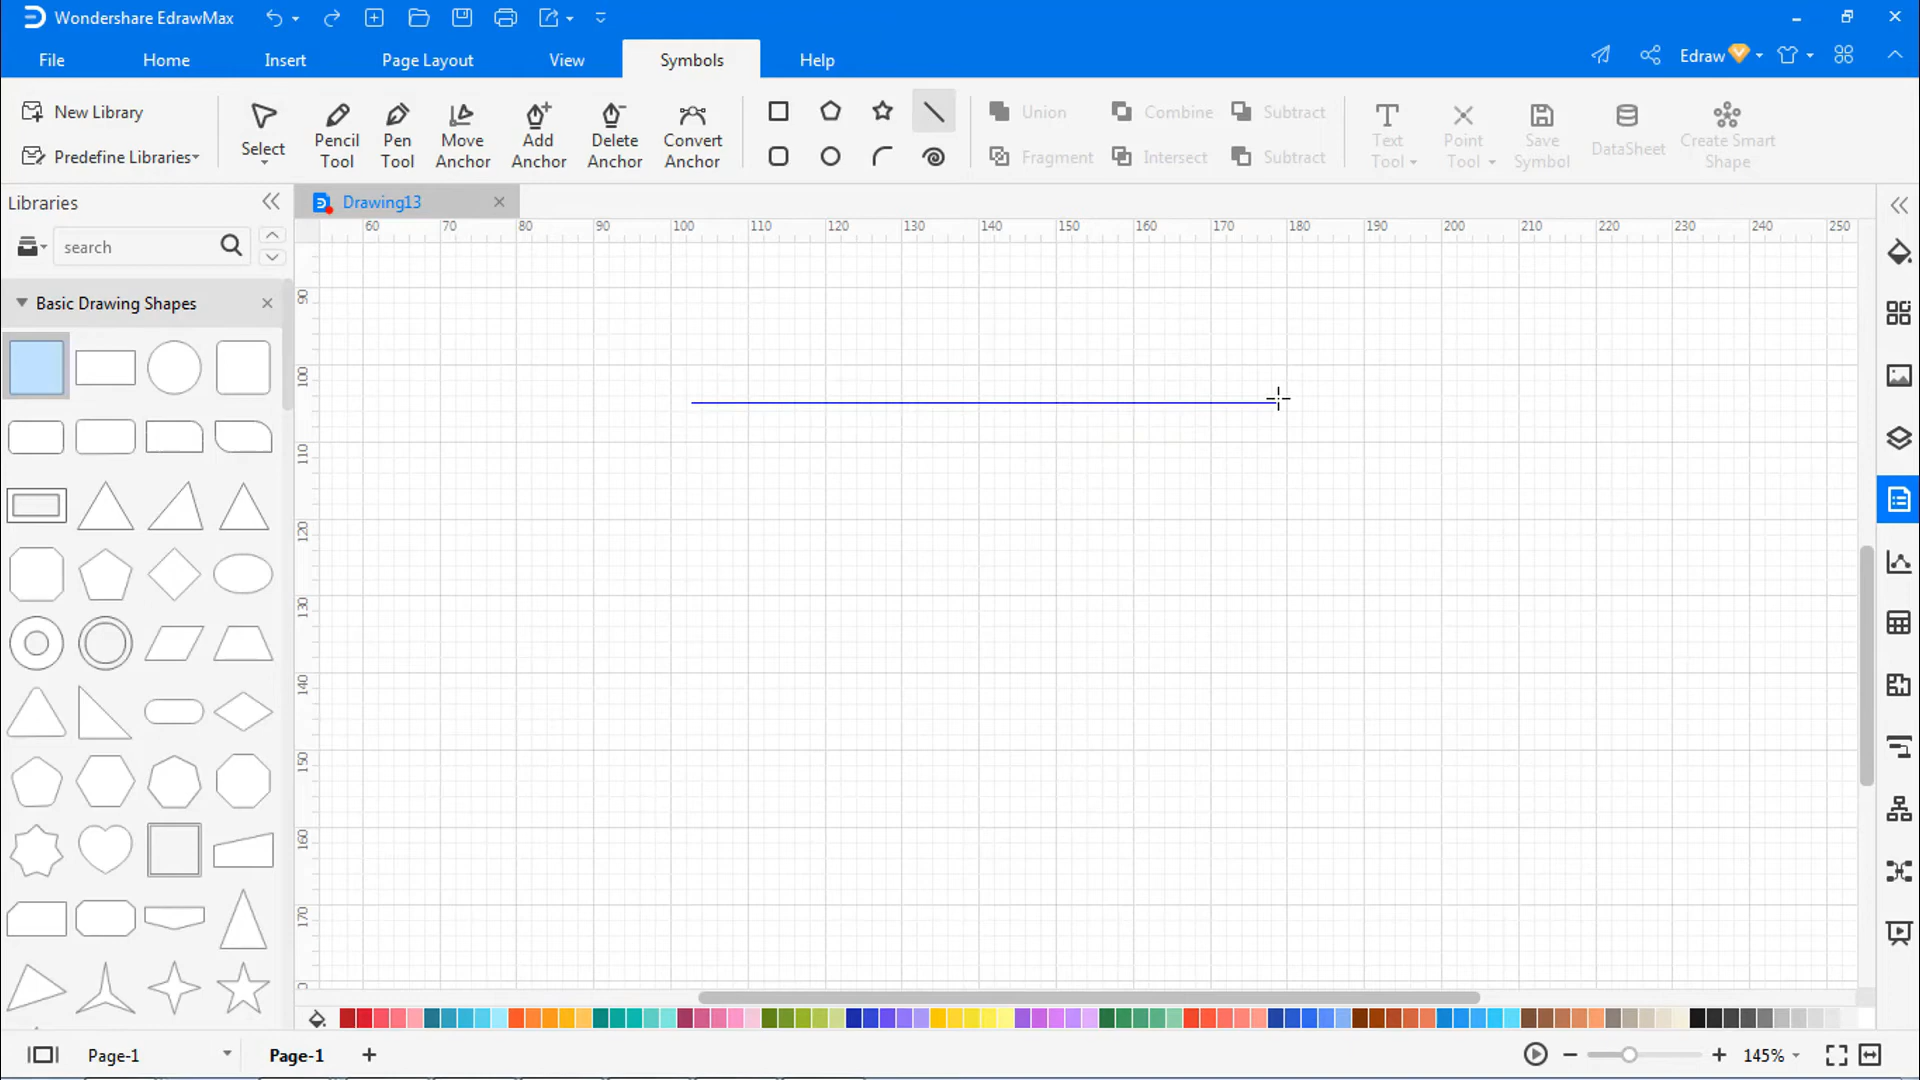 Wondershare EdrawMax
File Home Insert Page Layout View Symbols Help Edraw
New Library
Predefine Libraries
Select
Pencil Tool
Pen Tool
Move Anchor
Add Anchor
Delete Anchor
Convert Anchor
Union Combine Subtract
Fragment Intersect Subtract
Text Tool
Point Tool
Save Symbol
DataSheet
Create Smart Shape
Libraries
Drawing13
60 70 80 90 100 110 120 130 140 150 160 170 180 190 200 210 220 230 240 250
search
Basic Drawing Shapes
90
100
110
120
130
140
150
160
170
Page-1 Page-1 145%